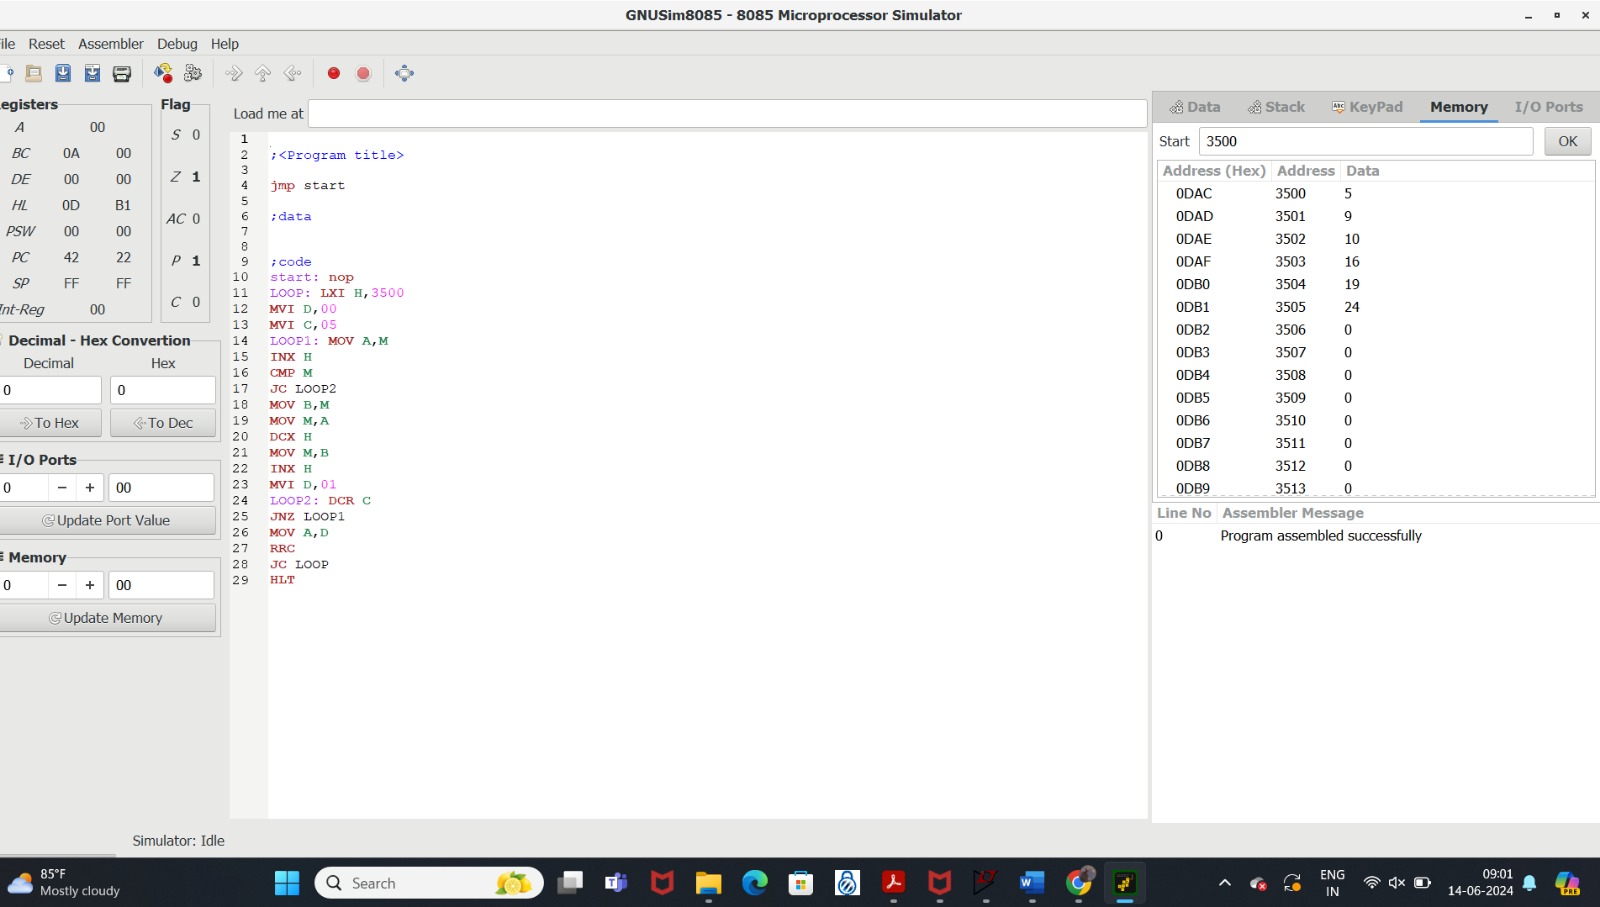 GNUSim8085 - 8085 Microprocessor Simulator
ile Reset Assembler Debug Help
egisters
A 00
BC 0A 00
DE 00 00
HL 0D B1
PSW 00 00
PC 42 22
SP FF FF
nt-Reg 00
Flag
S 0
Z 1
AC 0
P 1
C 0
Decimal - Hex Convertion
Decimal Hex
0 0
To Hex To Dec
I/O Ports
0 − + 00
Update Port Value
Memory
0 − + 00
Update Memory
Load me at
1
2 ;<Program title>
3
4 jmp start
5
6 ;data
7
8
9 ;code
10 start: nop
11 LOOP: LXI H,3500
12 MVI D,00
13 MVI C,05
14 LOOP1: MOV A,M
15 INX H
16 CMP M
17 JC LOOP2
18 MOV B,M
19 MOV M,A
20 DCX H
21 MOV M,B
22 INX H
23 MVI D,01
24 LOOP2: DCR C
25 JNZ LOOP1
26 MOV A,D
27 RRC
28 JC LOOP
29 HLT
Data Stack Abc KeyPad Memory I/O Ports
Start 3500 OK
Address (Hex) Address Data
0DAC 3500 5
0DAD 3501 9
0DAE 3502 10
0DAF 3503 16
0DB0 3504 19
0DB1 3505 24
0DB2 3506 0
0DB3 3507 0
0DB4 3508 0
0DB5 3509 0
0DB6 3510 0
0DB7 3511 0
0DB8 3512 0
0DB9 3513 0
Line No Assembler Message
0 Program assembled successfully
Simulator: Idle
85°F
Mostly cloudy
Search
ENG
IN
09:01
14-06-2024
PRE